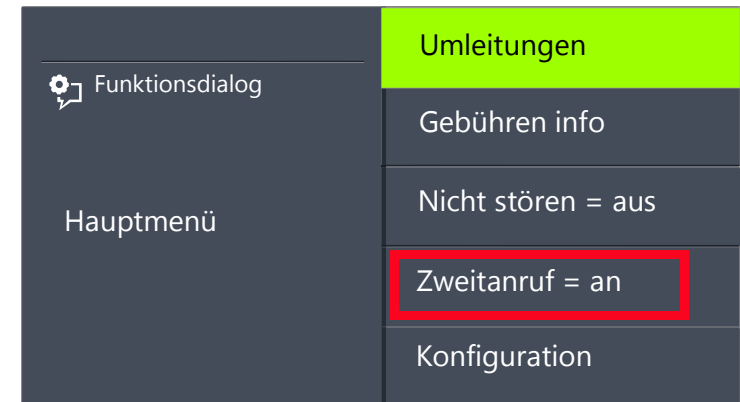 Funktionsdialog
Hauptmenü
Umleitungen
Gebühren info
Nicht stören = aus
Zweitanruf = an
Konfiguration